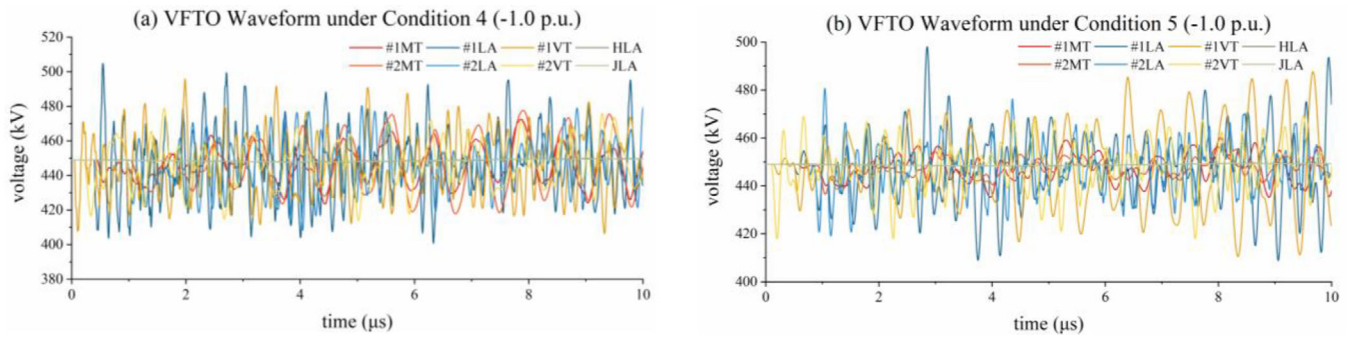 (a) VFTO Waveform under Condition 4 (-1.0 p.u.)
520
500
480
460
440
420
400
380
voltage (kV)
#1MT #1LA #1VT HLA
#2MT #2LA #2VT JLA
0 2 4 6 8 10
time (μs)
(b) VFTO Waveform under Condition 5 (-1.0 p.u.)
500
480
460
440
420
400
voltage (kV)
#1MT #1LA #1VT HLA
#2MT #2LA #2VT JLA
0 2 4 6 8 10
time (μs)